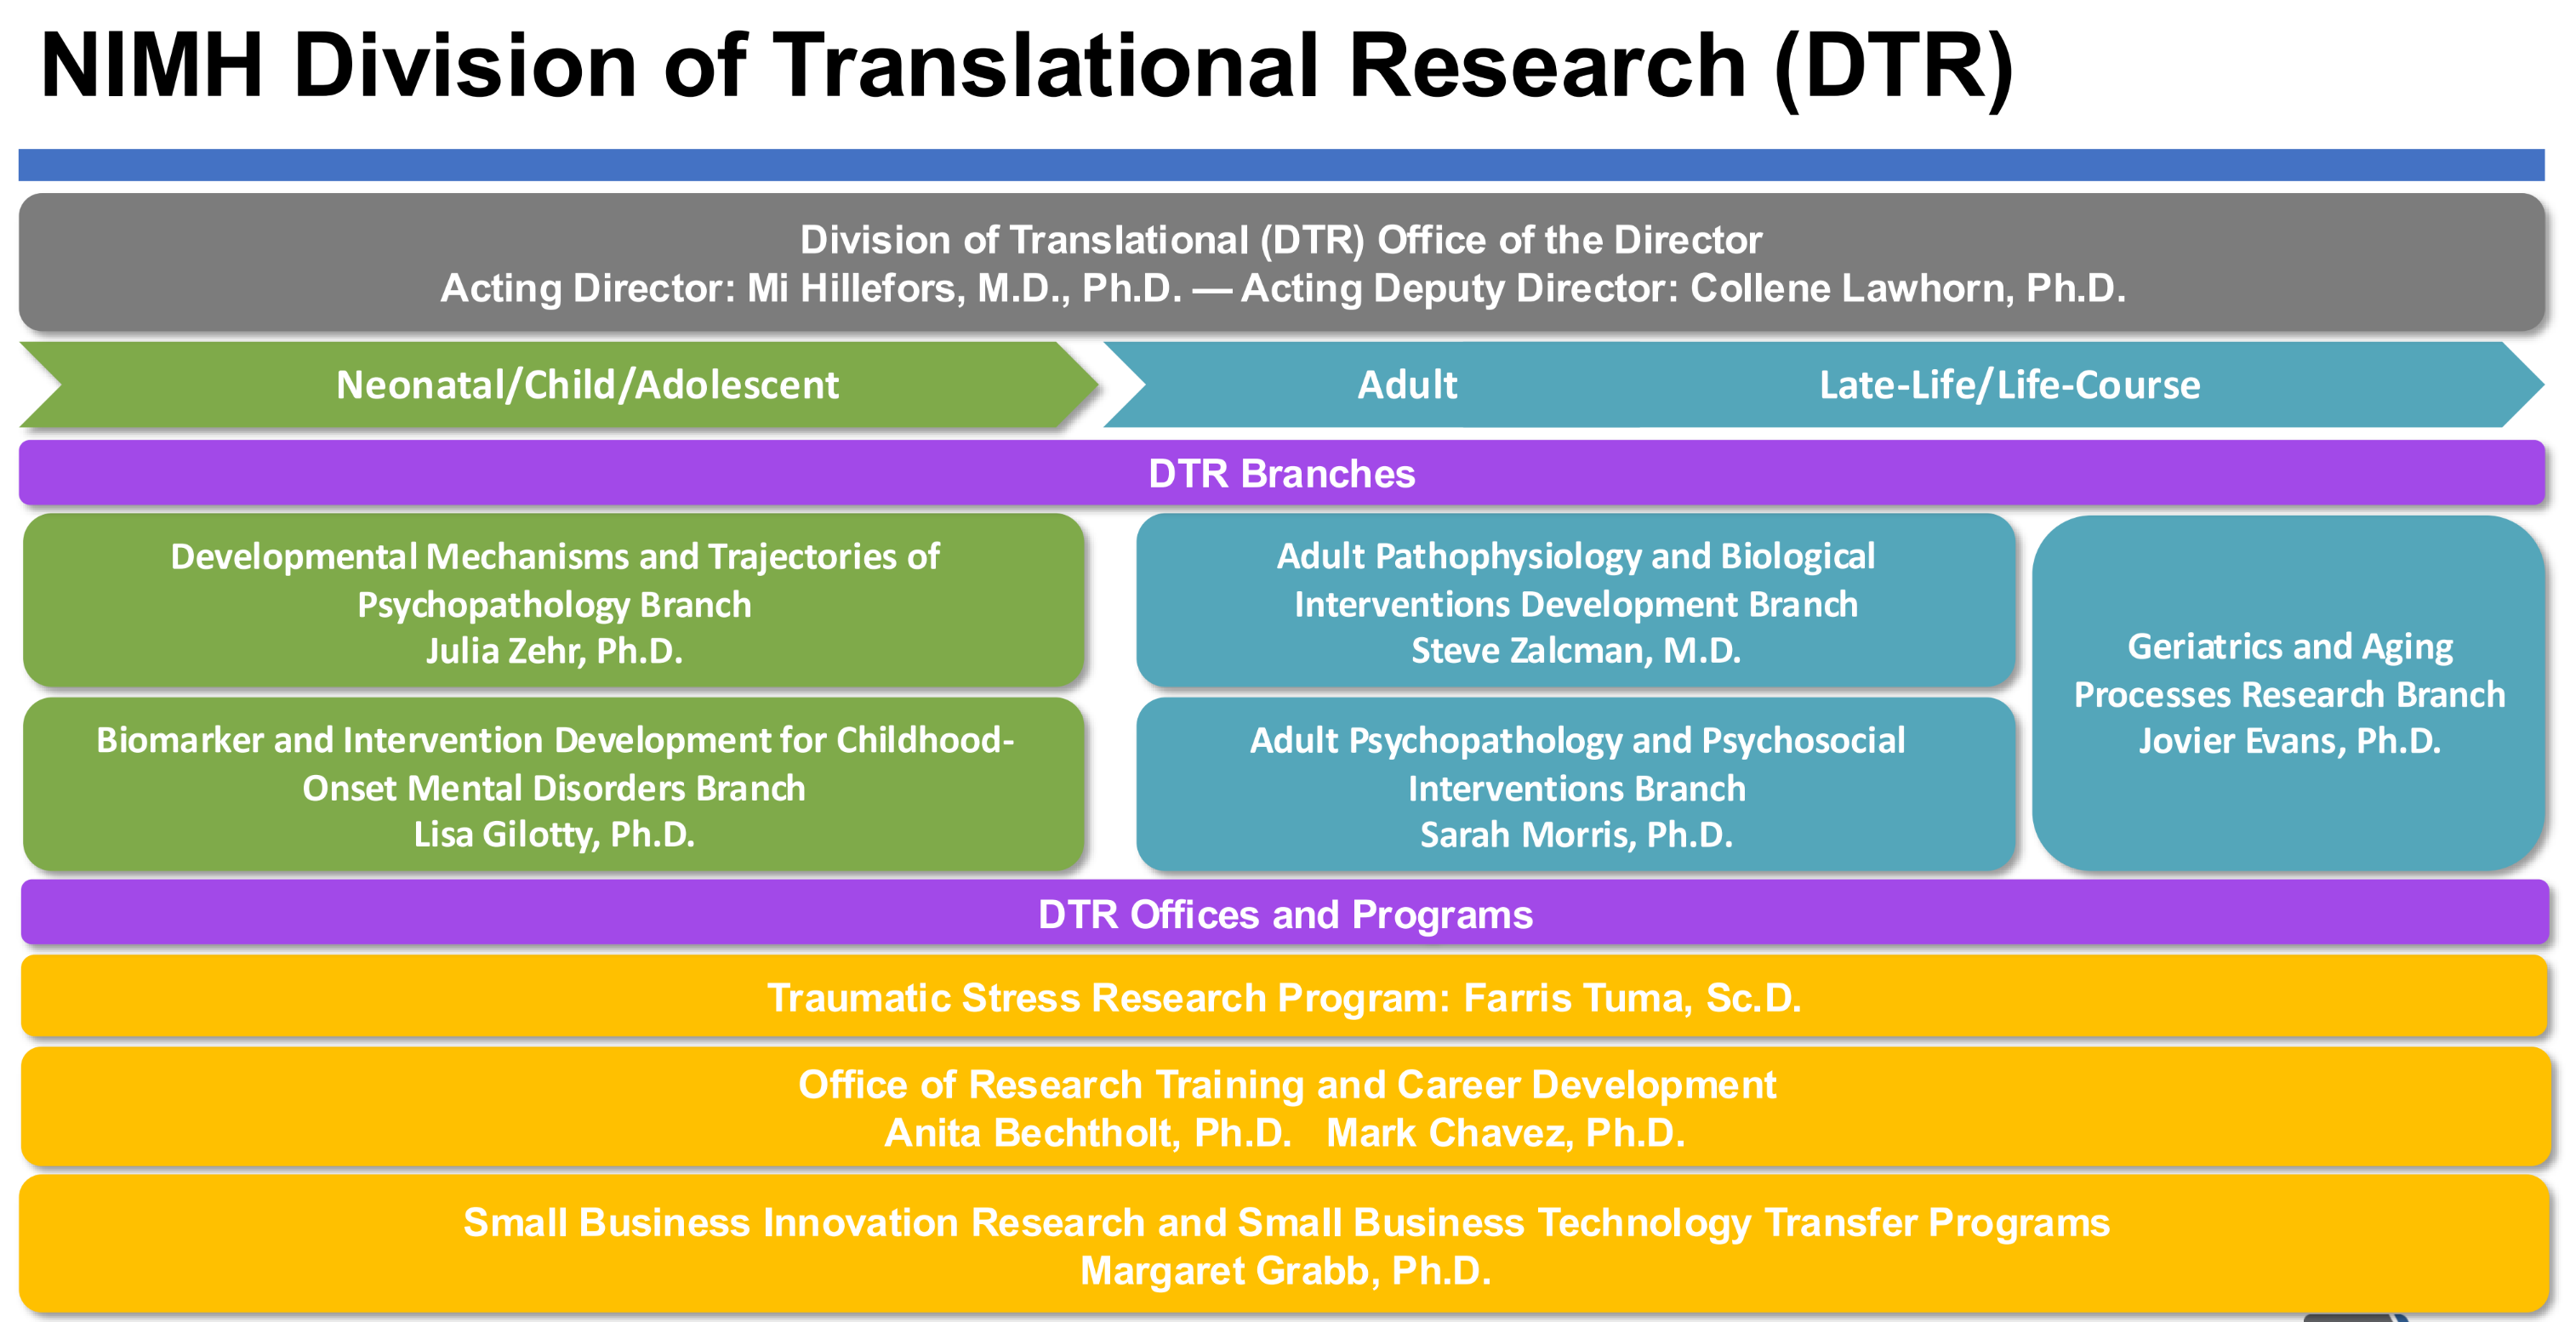 NIMH Division of Translational Research (DTR)
Division of Translational (DTR) Office of the Director
Acting Director: Mi Hillefors, M.D., Ph.D. — Acting Deputy Director: Collene Lawhorn, Ph.D.
Neonatal/Child/Adolescent
Adult
Late-Life/Life-Course
DTR Branches
Developmental Mechanisms and Trajectories of
Psychopathology Branch
Julia Zehr, Ph.D.
Biomarker and Intervention Development for Childhood-
Onset Mental Disorders Branch
Lisa Gilotty, Ph.D.
Adult Pathophysiology and Biological
Interventions Development Branch
Steve Zalcman, M.D.
Adult Psychopathology and Psychosocial
Interventions Branch
Sarah Morris, Ph.D.
Geriatrics and Aging
Processes Research Branch
Jovier Evans, Ph.D.
DTR Offices and Programs
Traumatic Stress Research Program: Farris Tuma, Sc.D.
Office of Research Training and Career Development
Anita Bechtholt, Ph.D. Mark Chavez, Ph.D.
Small Business Innovation Research and Small Business Technology Transfer Programs
Margaret Grabb, Ph.D.